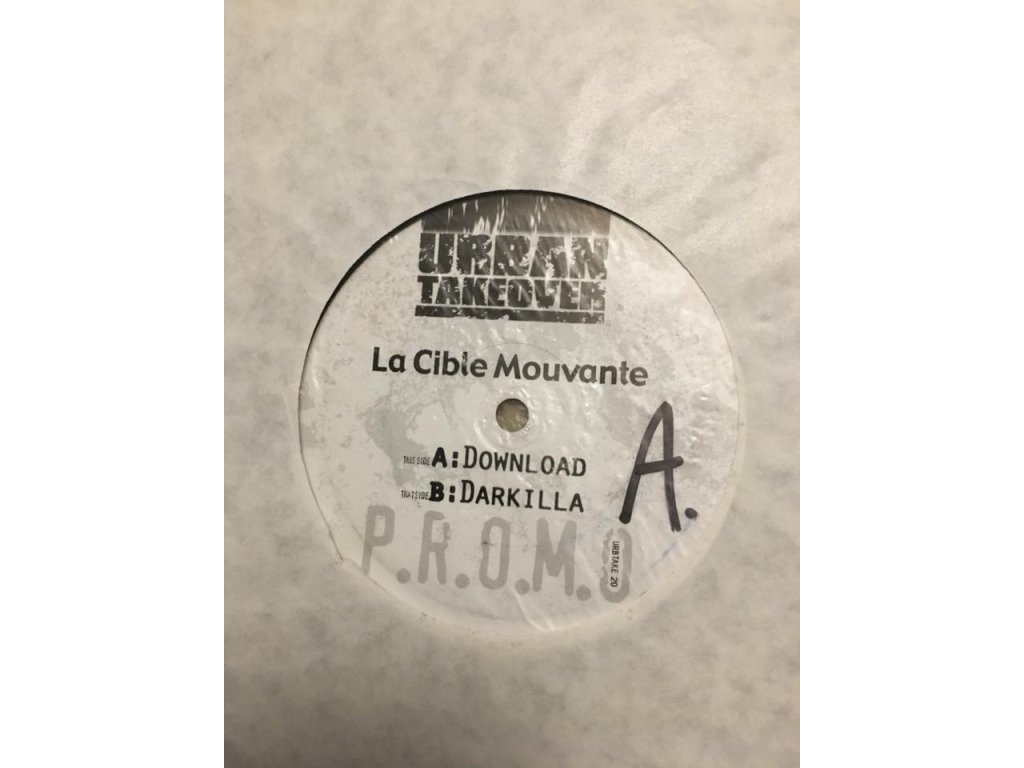 URBAN
TAKEOVER
La Cible Mouvante
THIS SIDE A: DOWNLOAD
THAT SIDE B: DARKILLA
A.
P.R.O.M.O
URBTAKE 20